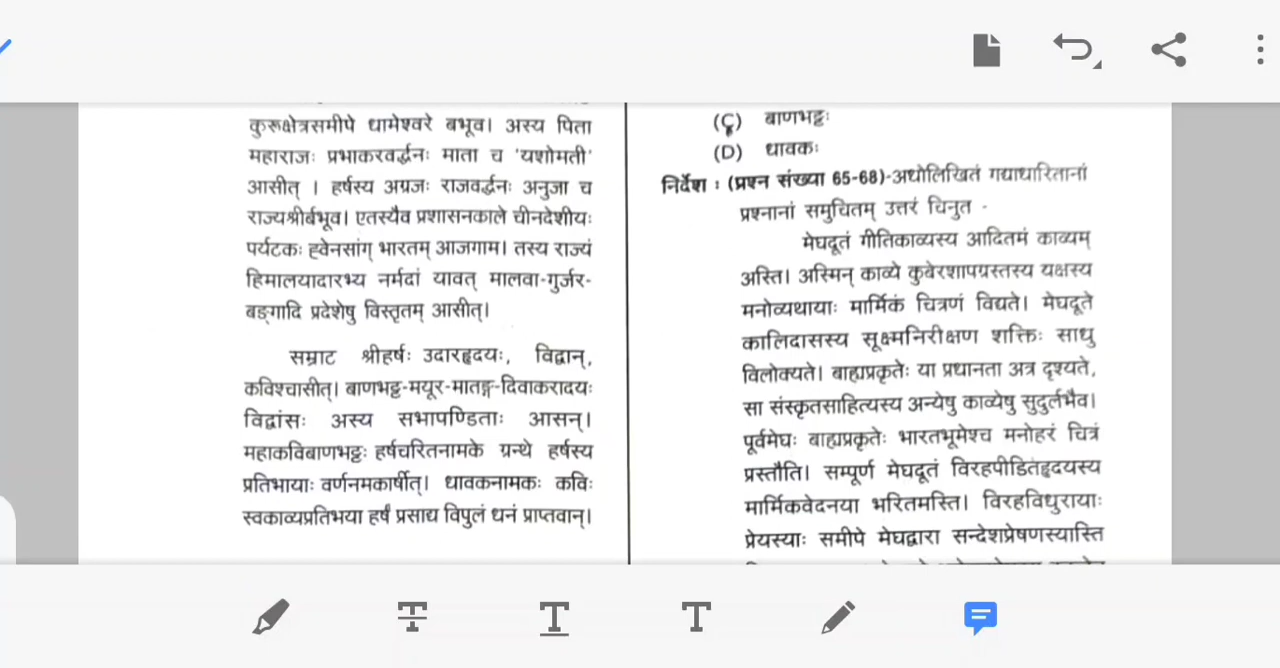 कुरूक्षेत्रसमीपे धामेश्वरे बभूव। अस्य पिता
महाराजः प्रभाकरवर्द्धनः माता च 'यशोमती'
आसीत् । हर्षस्य अग्रजः राजवर्द्धनः अनुजा च
राज्यश्रीर्बभूव। एतस्यैव प्रशासनकाले चीनदेशीयः
पर्यटकः ह्वेनसांग् भारतम् आजगाम। तस्य राज्यं
हिमालयादारभ्य नर्मदां यावत् मालवा-गुर्जर-
बङ्गादि प्रदेशेषु विस्तृतम् आसीत्।
सम्राट श्रीहर्षः उदारहृदयः, विद्वान्,
कविश्चासीत्। बाणभट्ट-मयूर-मातङ्ग-दिवाकरादयः
विद्वांसः अस्य सभापण्डिताः आसन्।
महाकविबाणभट्टः हर्षचरितनामके ग्रन्थे हर्षस्य
प्रतिभायाः वर्णनमकार्षीत्। धावकनामकः कविः
स्वकाव्यप्रतिभया हर्षं प्रसाद्य विपुलं धनं प्राप्तवान्।
(C) बाणभट्टः
(D) धावकः
निर्देश : (प्रश्न संख्या 65-68)-अधोलिखितं गद्याधारितानां
प्रश्नानां समुचितम् उत्तरं चिनुत -
मेघदूतं गीतिकाव्यस्य आदितमं काव्यम्
अस्ति। अस्मिन् काव्ये कुबेरशापग्रस्तस्य यक्षस्य
मनोव्यथायाः मार्मिकं चित्रणं विद्यते। मेघदूते
कालिदासस्य सूक्ष्मनिरीक्षण शक्तिः साधु
विलोक्यते। बाह्यप्रकृतेः या प्रधानता अत्र दृश्यते,
सा संस्कृतसाहित्यस्य अन्येषु काव्येषु सुदुर्लभैव।
पूर्वमेघः बाह्यप्रकृतेः भारतभूमेश्च मनोहरं चित्रं
प्रस्तौति। सम्पूर्ण मेघदूतं विरहपीडितहृदयस्य
मार्मिकवेदनया भरितमस्ति। विरहविधुरायाः
प्रेयस्याः समीपे मेघद्वारा सन्देशप्रेषणस्यास्ति